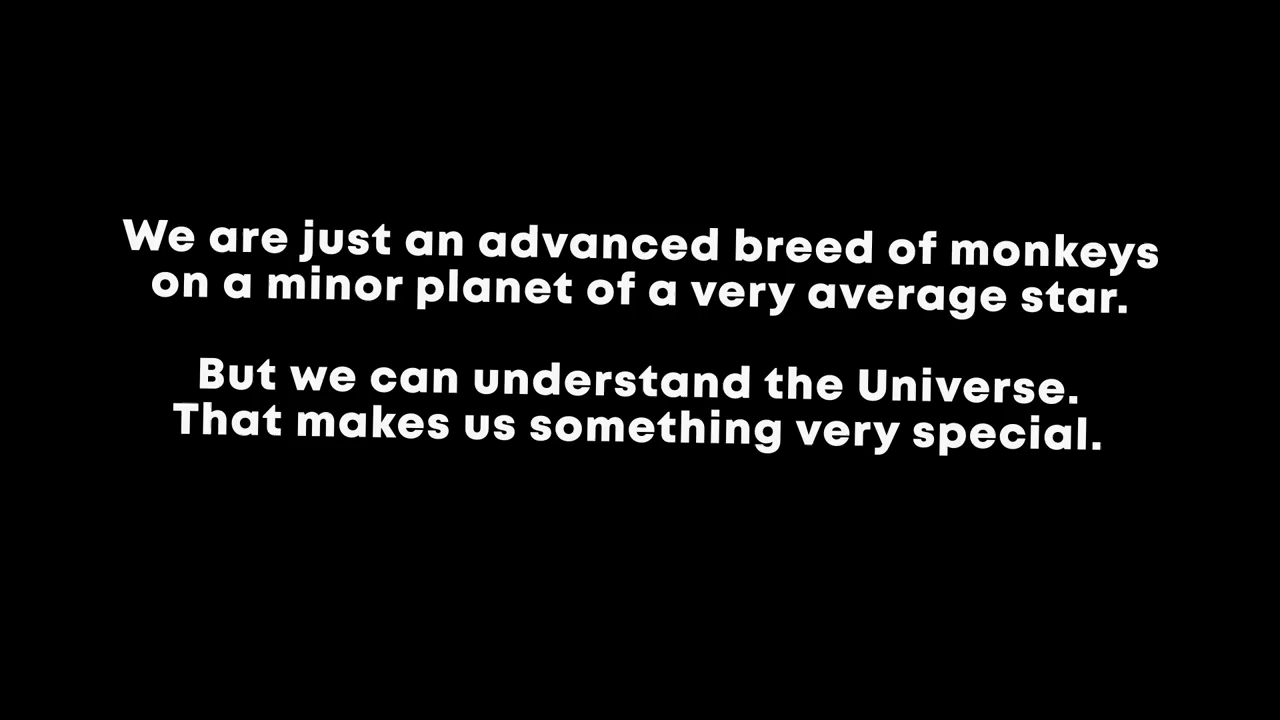 We are just an advanced breed of monkeys
on a minor planet of a very average star.
But we can understand the Universe.
That makes us something very special.